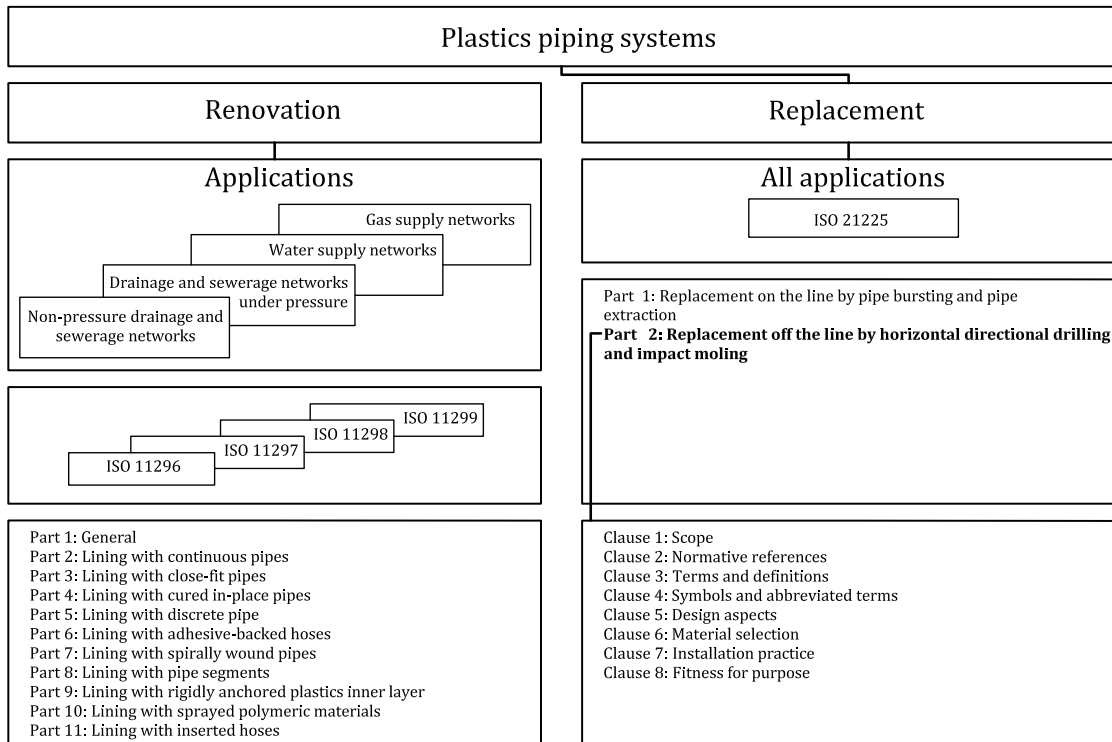 Plastics piping systems
Renovation
Replacement
Applications
Gas supply networks
Water supply networks
Drainage and sewerage networks
under pressure
Non-pressure drainage and
sewerage networks
All applications
ISO 21225
ISO 11299
ISO 11298
ISO 11297
ISO 11296
Part 1: Replacement on the line by pipe bursting and pipe
extraction
Part 2: Replacement off the line by horizontal directional drilling
and impact moling
Part 1: General
Part 2: Lining with continuous pipes
Part 3: Lining with close-fit pipes
Part 4: Lining with cured in-place pipes
Part 5: Lining with discrete pipe
Part 6: Lining with adhesive-backed hoses
Part 7: Lining with spirally wound pipes
Part 8: Lining with pipe segments
Part 9: Lining with rigidly anchored plastics inner layer
Part 10: Lining with sprayed polymeric materials
Part 11: Lining with inserted hoses
Clause 1: Scope
Clause 2: Normative references
Clause 3: Terms and definitions
Clause 4: Symbols and abbreviated terms
Clause 5: Design aspects
Clause 6: Material selection
Clause 7: Installation practice
Clause 8: Fitness for purpose